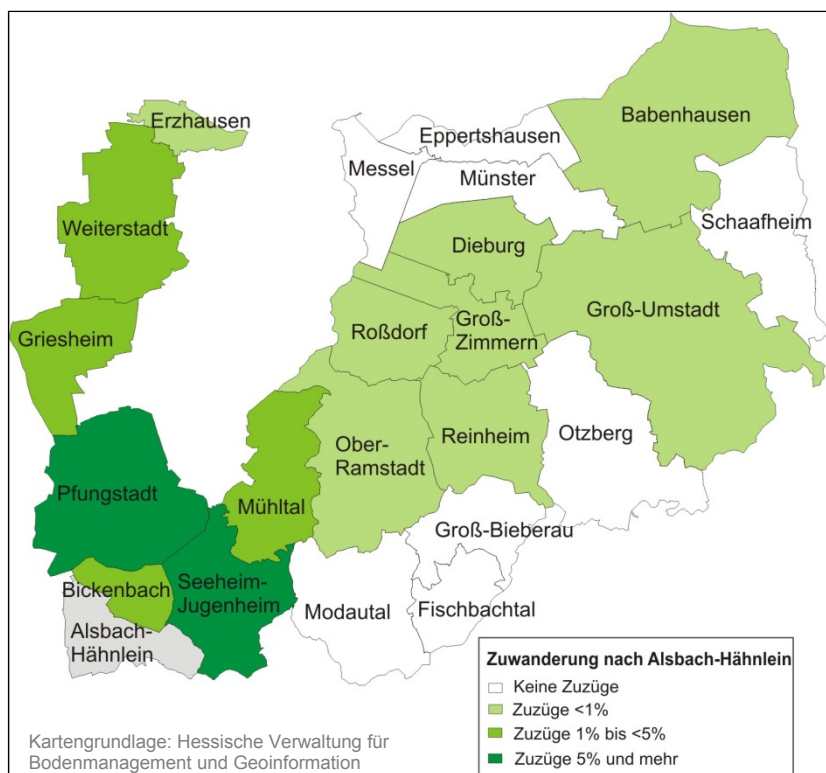 Erzhausen
Babenhausen
Eppertshausen
Messel
Münster
Schaafheim
Weiterstadt
Dieburg
Groß-Umstadt
Griesheim
Roßdorf
Groß-
Zimmern
Otzberg
Ober-
Ramstadt
Reinheim
Pfungstadt
Mühltal
Groß-Bieberau
Bickenbach
Seeheim-
Jugenheim
Modautal
Fischbachtal
Alsbach-
Hähnlein
Zuwanderung nach Alsbach-Hähnlein
Keine Zuzüge
Zuzüge <1%
Zuzüge 1% bis <5%
Zuzüge 5% und mehr
Kartengrundlage: Hessische Verwaltung für
Bodenmanagement und Geoinformation